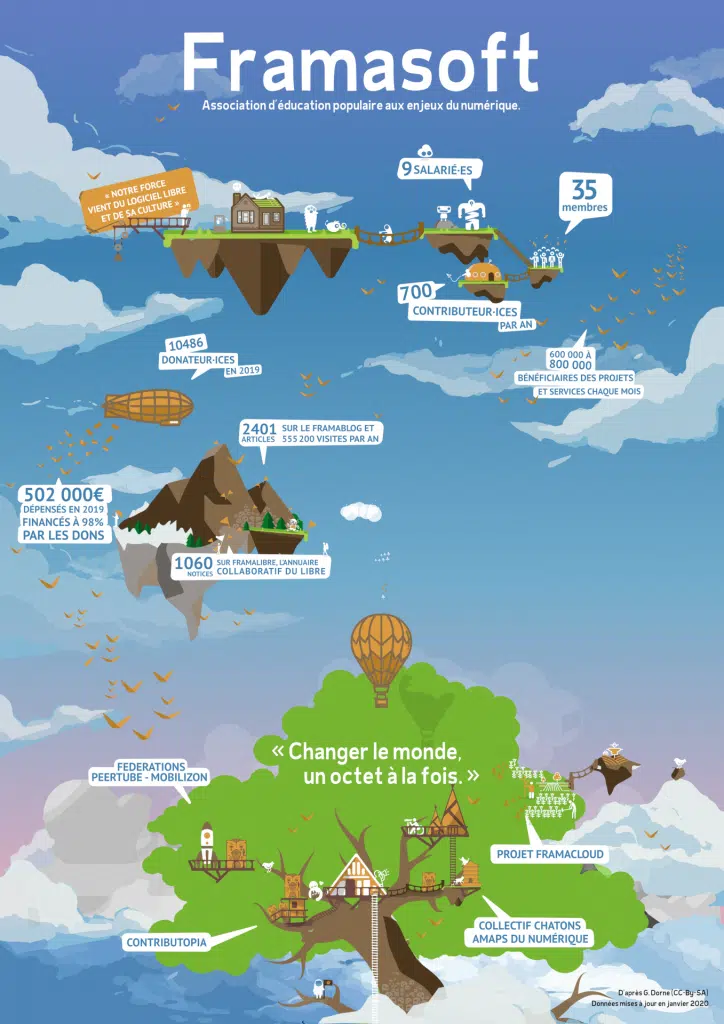 Framasoft
Association d'éducation populaire aux enjeux du numérique.
« NOTRE FORCE
VIENT DU LOGICIEL LIBRE
ET DE SA CULTURE »
9 SALARIÉ·ES
35
membres
700
CONTRIBUTEUR·ICES
PAR AN
10486
DONATEUR·ICES
EN 2019
600 000 À
800 000
BÉNÉFICIAIRES DES PROJETS
ET SERVICES CHAQUE MOIS
2401
ARTICLES
SUR LE FRAMABLOG ET
555 200 VISITES PAR AN
502 000€
DÉPENSÉS EN 2019
FINANCÉS À 98%
PAR LES DONS
1060
NOTICES
SUR FRAMALIBRE, L'ANNUAIRE
COLLABORATIF DU LIBRE
« Changer le monde,
un octet à la fois. »
FEDERATIONS
PEERTUBE - MOBILIZON
PROJET FRAMACLOUD
CONTRIBUTOPIA
COLLECTIF CHATONS
AMAPS DU NUMÉRIQUE
D'après G. Dorne (CC-By-SA)
Données mises à jour en janvier 2020